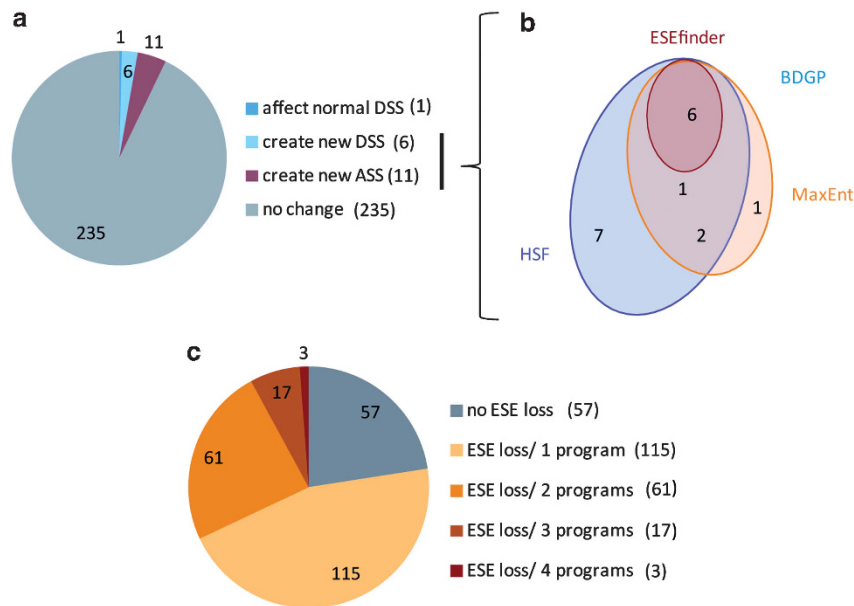 a
1
11
6
235
affect normal DSS (1)
create new DSS (6)
create new ASS (11)
no change (235)
b
ESEfinder
BDGP
6
1
1
MaxEnt
7
2
HSF
c
3
17
57
61
115
no ESE loss (57)
ESE loss/ 1 program (115)
ESE loss/ 2 programs (61)
ESE loss/ 3 programs (17)
ESE loss/ 4 programs (3)